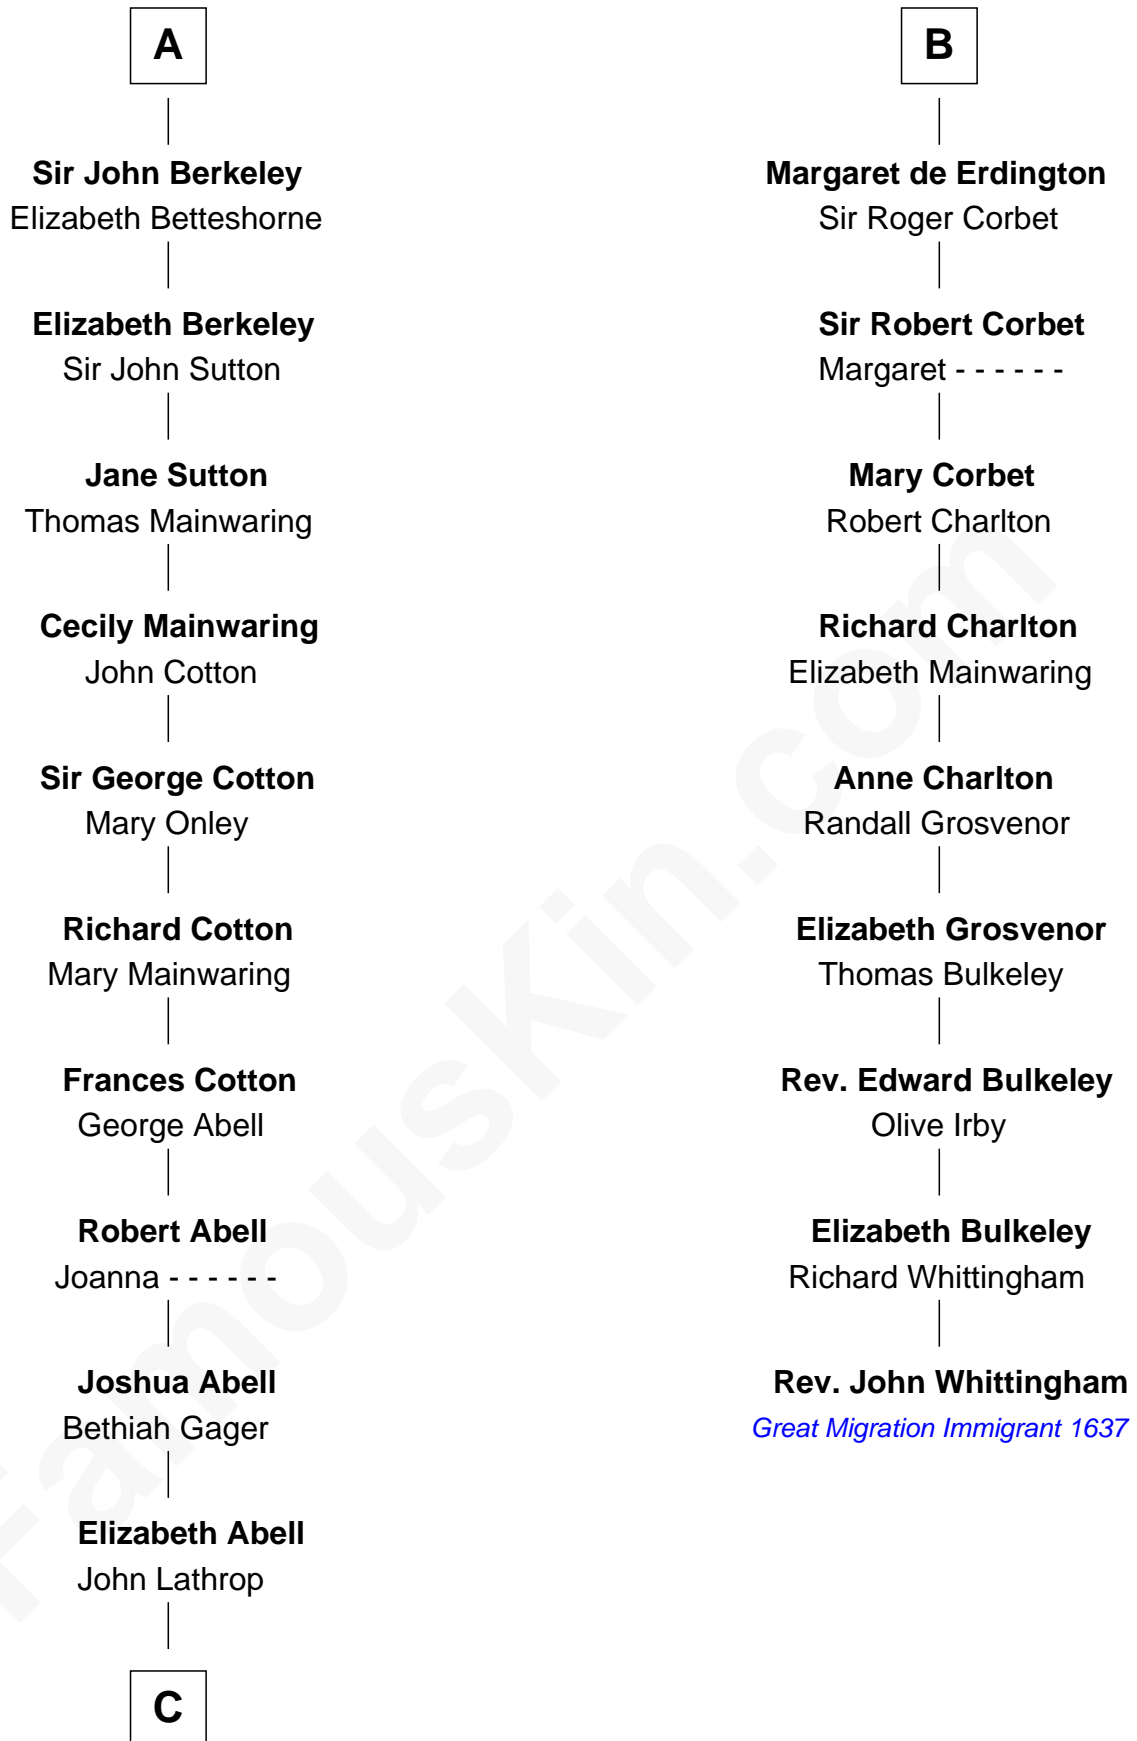 A
Sir John Berkeley
Elizabeth Betteshorne
Elizabeth Berkeley
Sir John Sutton
Jane Sutton
Thomas Mainwaring
Cecily Mainwaring
John Cotton
Sir George Cotton
Mary Onley
Richard Cotton
Mary Mainwaring
Frances Cotton
George Abell
Robert Abell
Joanna - - - - - -
Joshua Abell
Bethiah Gager
Elizabeth Abell
John Lathrop
C
B
Margaret de Erdington
Sir Roger Corbet
Sir Robert Corbet
Margaret - - - - - -
Mary Corbet
Robert Charlton
Richard Charlton
Elizabeth Mainwaring
Anne Charlton
Randall Grosvenor
Elizabeth Grosvenor
Thomas Bulkeley
Rev. Edward Bulkeley
Olive Irby
Elizabeth Bulkeley
Richard Whittingham
Rev. John Whittingham
Great Migration Immigrant 1637
FamousKin.com